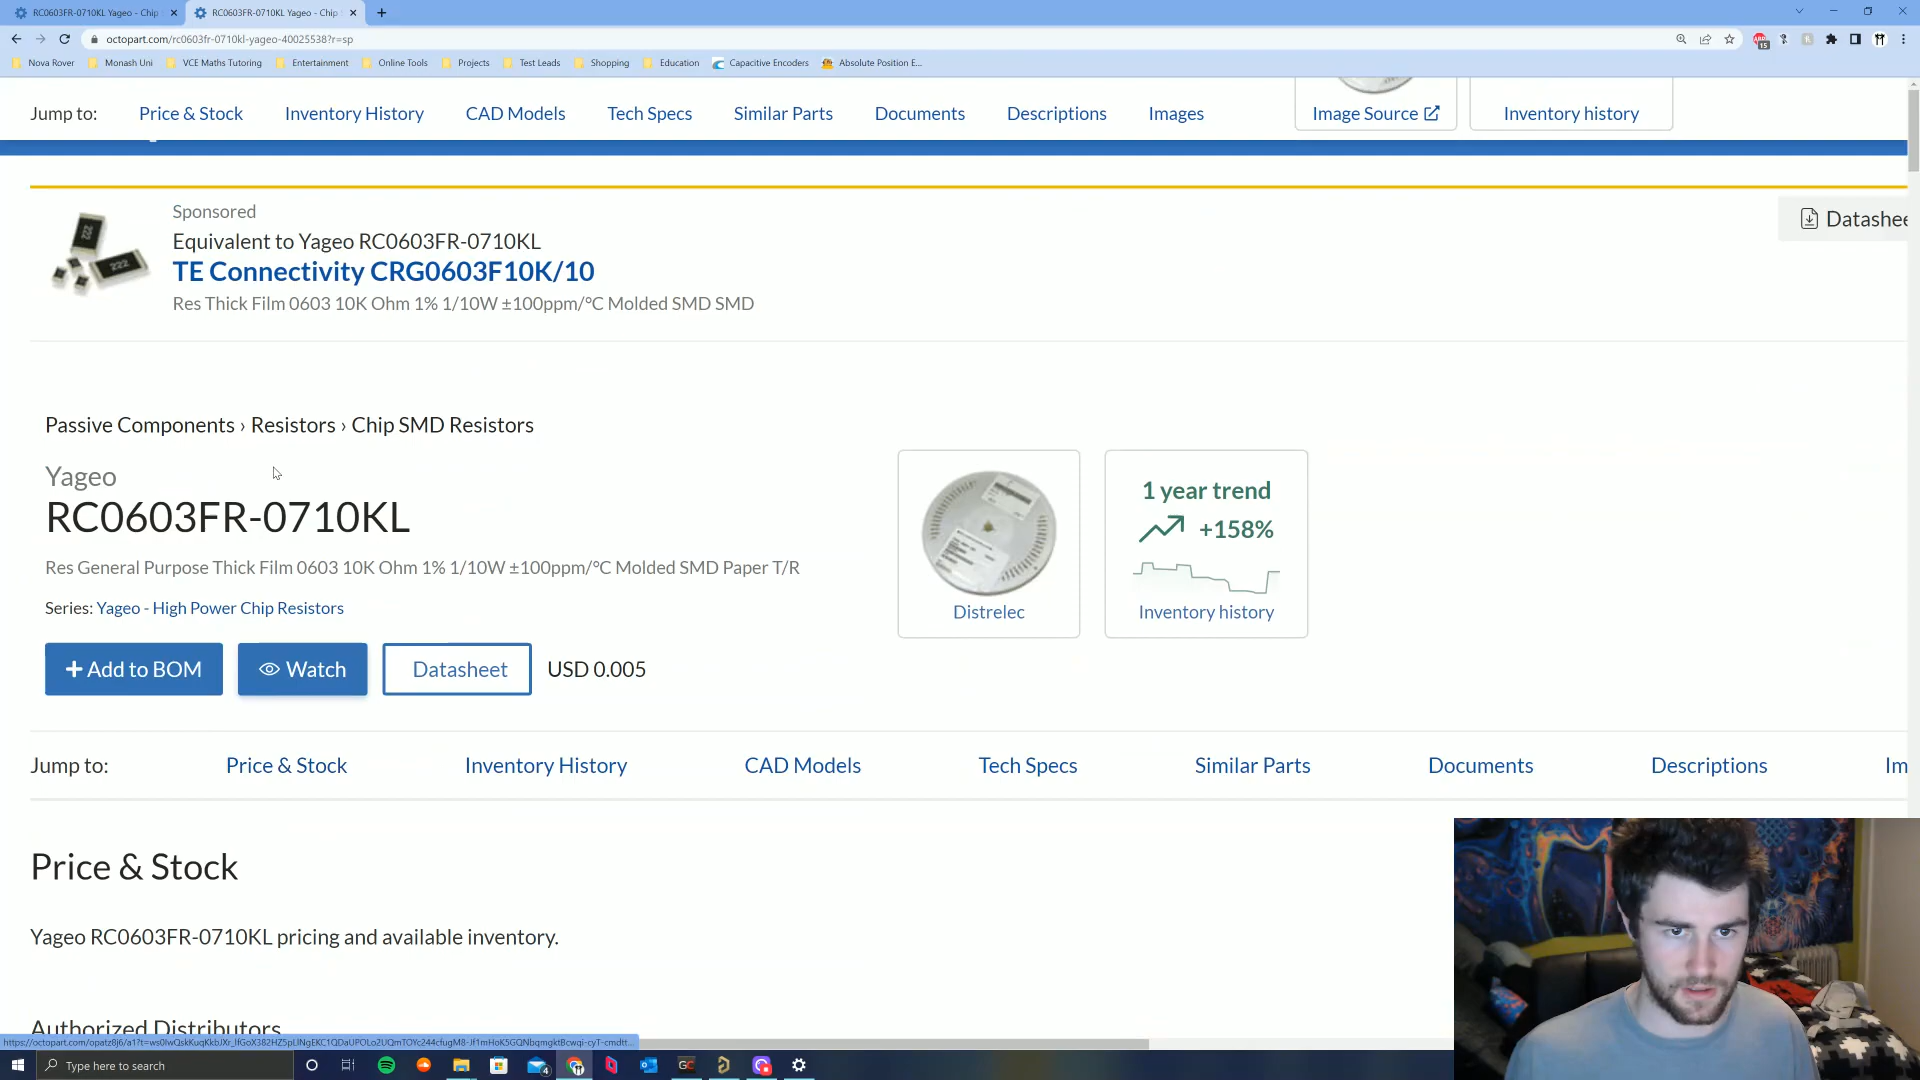 RC0603FR-0710KL Yageo - Chip
RC0603FR-0710KL Yageo - Chip
octopart.com/rc0603fr-0710kl-yageo-40025538?r=sp
Nova Rover
Monash Uni
VCE Maths Tutoring
Entertainment
Online Tools
Projects
Test Leads
Shopping
Education
Capacitive Encoders
Absolute Position E...
Jump to:
Price & Stock
Inventory History
CAD Models
Tech Specs
Similar Parts
Documents
Descriptions
Images
Image Source
Inventory history
Sponsored
Equivalent to Yageo RC0603FR-0710KL
TE Connectivity CRG0603F10K/10
Res Thick Film 0603 10K Ohm 1% 1/10W ±100ppm/°C Molded SMD SMD
222
222
Passive Components › Resistors › Chip SMD Resistors
Yageo
RC0603FR-0710KL
Res General Purpose Thick Film 0603 10K Ohm 1% 1/10W ±100ppm/°C Molded SMD Paper T/R
Series: Yageo - High Power Chip Resistors
Add to BOM
Watch
Datasheet
USD 0.005
Distrelec
1 year trend
+158%
Inventory history
Jump to:
Price & Stock
Inventory History
CAD Models
Tech Specs
Similar Parts
Documents
Descriptions
Im
Price & Stock
Yageo RC0603FR-0710KL pricing and available inventory.
Authorized Distributors
Type here to search
4
GC